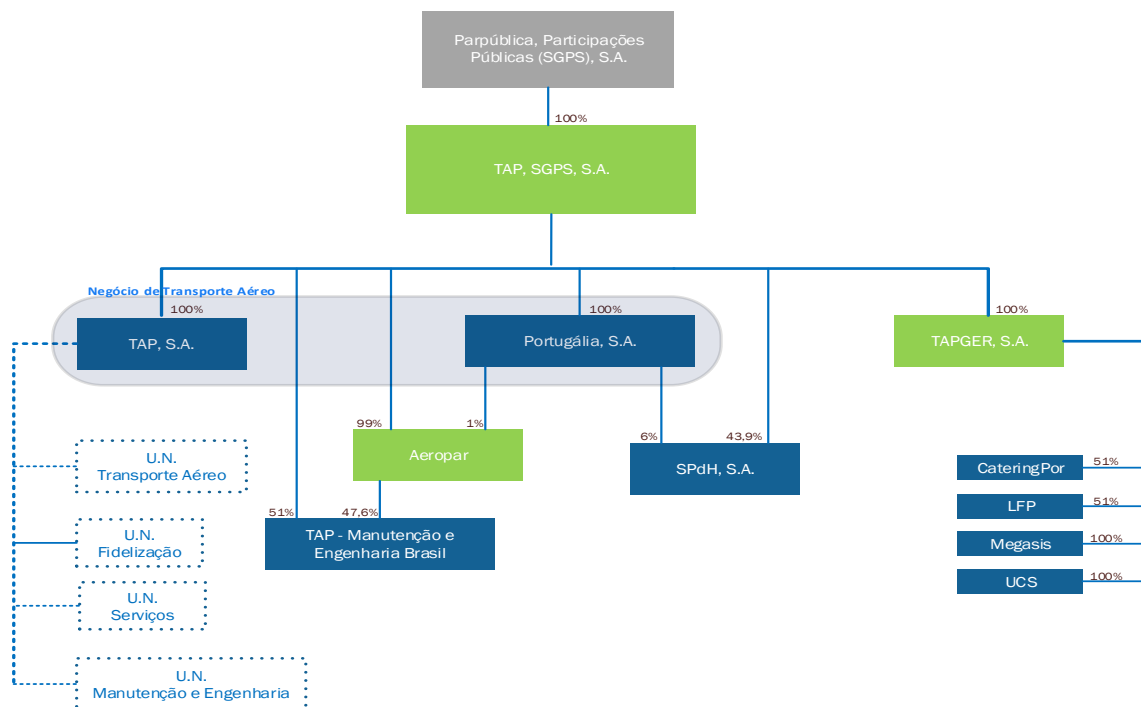 Parpública, Participações
Públicas (SGPS), S.A.
100%
TAP, SGPS, S.A.
Negócio de Transporte Aéreo
100%
100%
100%
TAP, S.A.
Portugália, S.A.
TAPGER, S.A.
99%
1%
6%
43,9%
Aeropar
SPdH, S.A.
U.N.
Transporte Aéreo
CateringPor
51%
LFP
51%
51%
47,6%
TAP - Manutenção e
Engenharia Brasil
U.N.
Fidelização
Megasis
100%
UCS
100%
U.N.
Serviços
U.N.
Manutenção e Engenharia